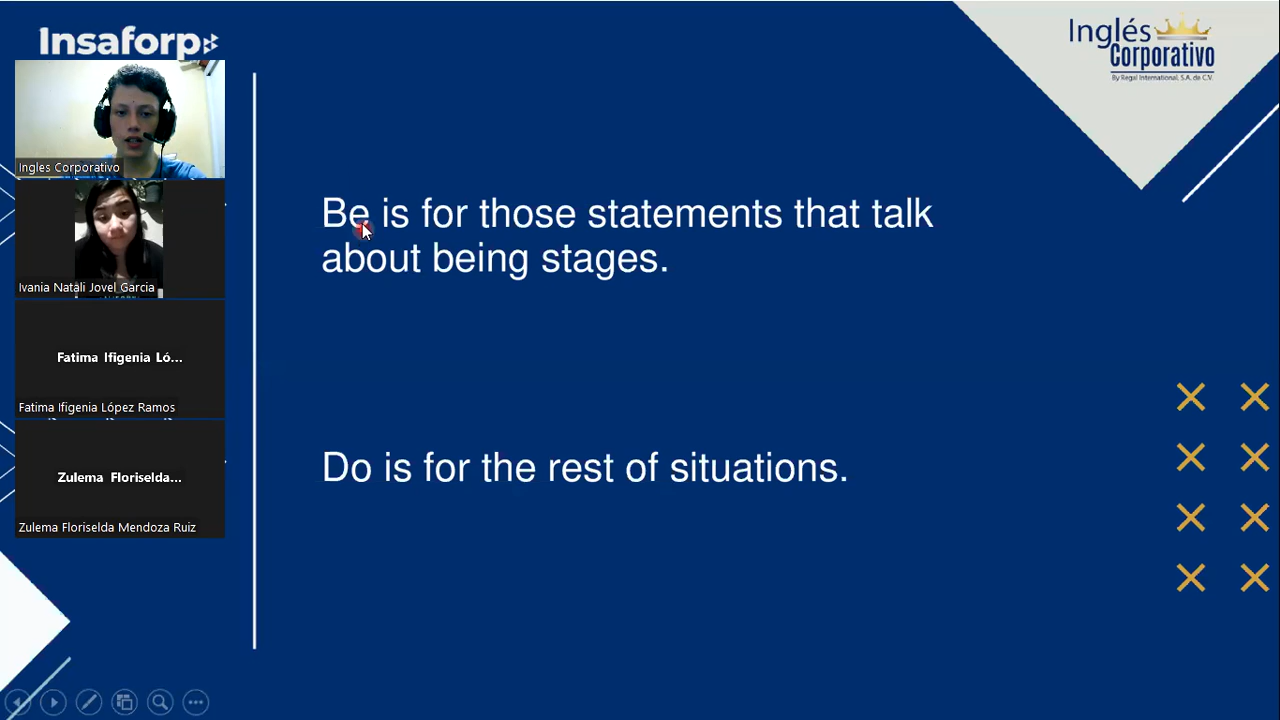 Insaforp
Inglés
Corporativo
By Regal International, S.A. de C.V.
Ingles Corporativo
Ivania Natali Jovel Garcia
Fatima Ifigenia Ló...
Fatima Ifigenia López Ramos
Zulema Floriselda...
Zulema Floriselda Mendoza Ruiz
Be is for those statements that talk
about being stages.
Do is for the rest of situations.